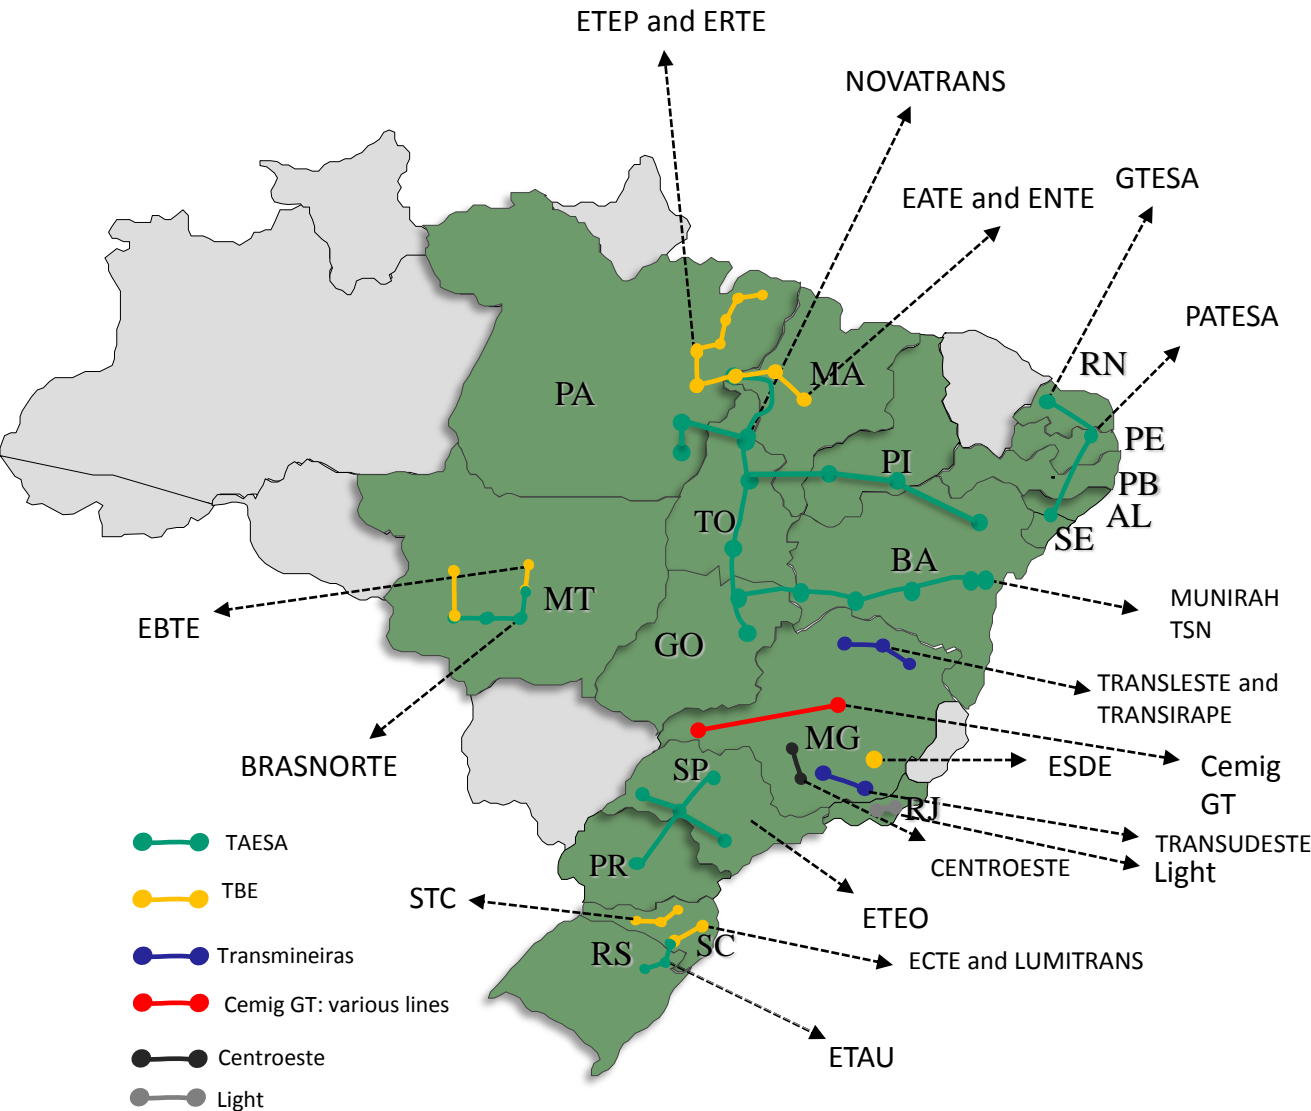 ETEP and ERTE
NOVATRANS
GTESA
EATE and ENTE
PATESA
RN
MA
PA
PE
PI
PB
AL
TO
SE
BA
MT
MUNIRAH
TSN
EBTE
GO
TRANSLESTE and
TRANSIRAPE
MG
BRASNORTE
SP
ESDE
Cemig
GT
RJ
TRANSUDESTE
TAESA
PR
CENTROESTE
Light
TBE
STC
ETEO
RS
SC
Transmineiras
ECTE and LUMITRANS
Cemig GT: various lines
ETAU
Centroeste
Light